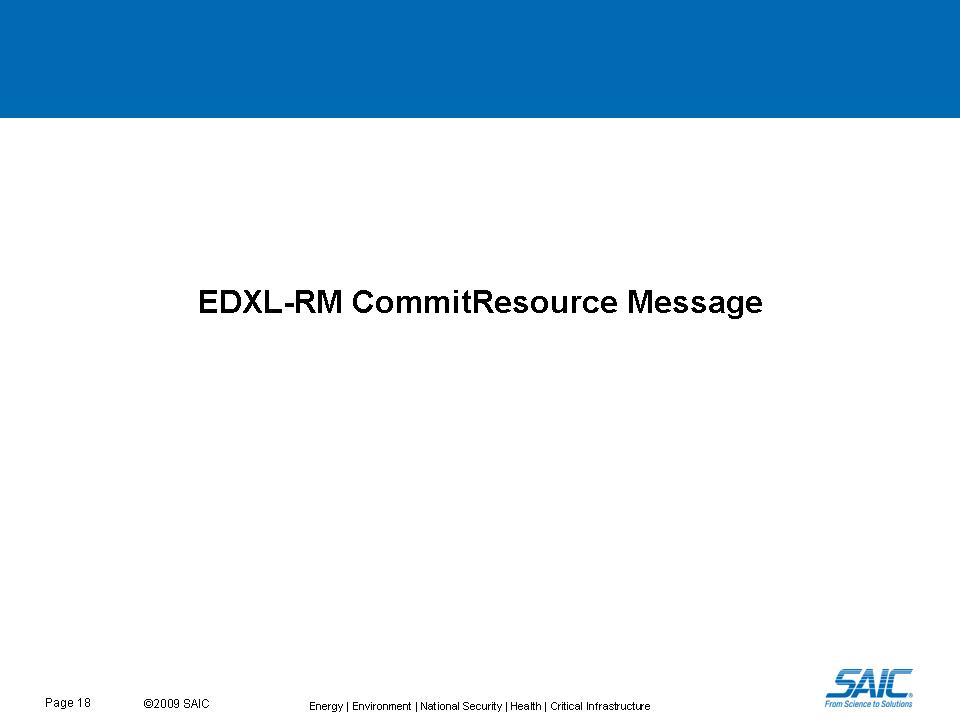 EDXL-RM CommitResource Message
Page 18
©2009 SAIC
Energy | Environment | National Security | Health | Critical Infrastructure
SAIC®
From Science to Solutions